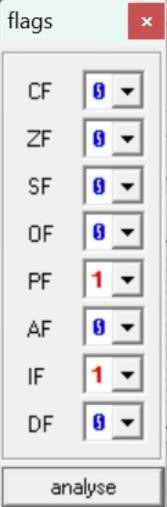 flags
CF 0
ZF 0
SF 0
OF 0
PF 1
AF 0
IF 1
DF 0
analyse